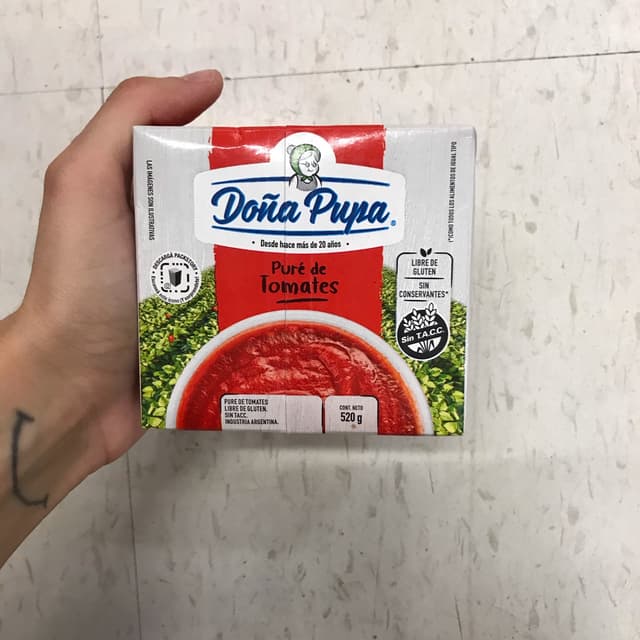 Doña Pupa
• Desde hace más de 20 años •
Puré de
Tomates
LAS IMÁGENES SON ILUSTRATIVAS
DESCARGÁ PACKSTORY
(*)COMO TODOS LOS ALIMENTOS DE IGUAL TIPO
LIBRE DE
GLUTEN
SIN
CONSERVANTES*
Sin T.A.C.C.
PURE DE TOMATES
LIBRE DE GLUTEN.
SIN TACC.
INDUSTRIA ARGENTINA.
CONT. NETO
520 g